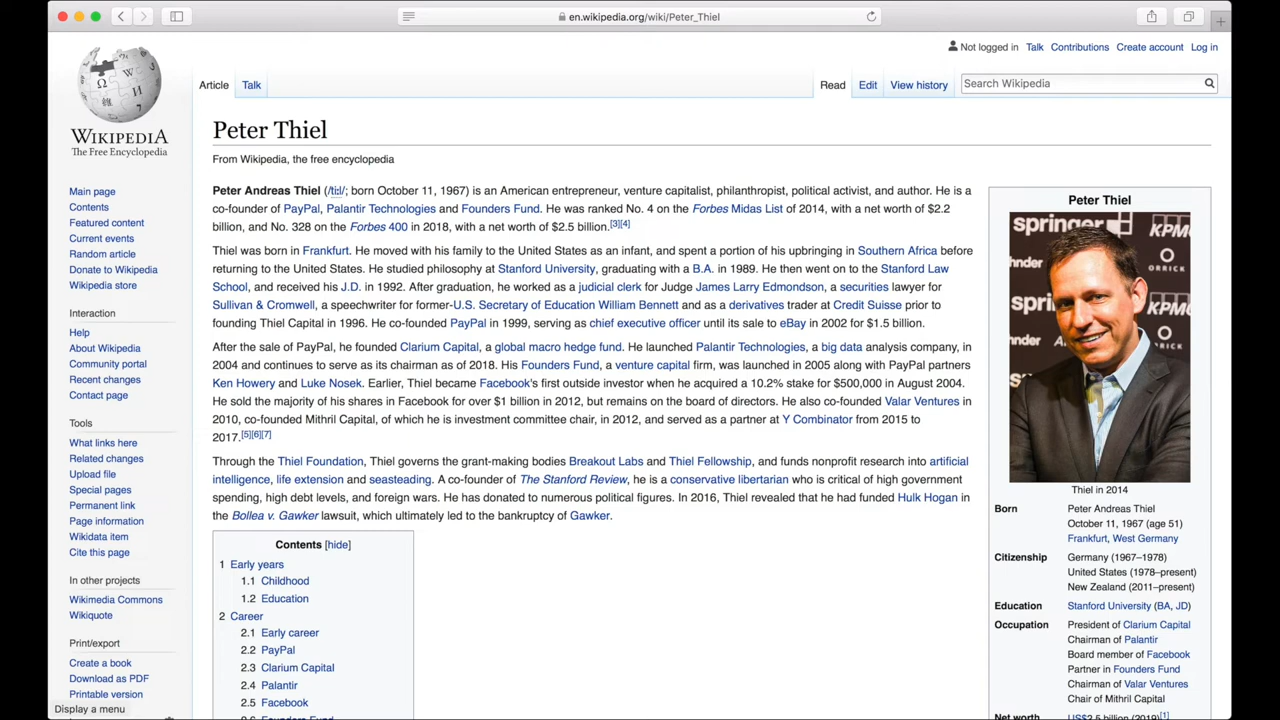 en.wikipedia.org/wiki/Peter_Thiel
Not logged in Talk Contributions Create account Log in
Article Talk Read Edit View history Search Wikipedia
WIKIPEDIA
The Free Encyclopedia
Main page
Contents
Featured content
Current events
Random article
Donate to Wikipedia
Wikipedia store
Interaction
Help
About Wikipedia
Community portal
Recent changes
Contact page
Tools
What links here
Related changes
Upload file
Special pages
Permanent link
Page information
Wikidata item
Cite this page
In other projects
Wikimedia Commons
Wikiquote
Print/export
Create a book
Download as PDF
Printable version
Display a menu
Peter Thiel
From Wikipedia, the free encyclopedia
Peter Andreas Thiel (/tiːl/; born October 11, 1967) is an American entrepreneur, venture capitalist, philanthropist, political activist, and author. He is a
co-founder of PayPal, Palantir Technologies and Founders Fund. He was ranked No. 4 on the Forbes Midas List of 2014, with a net worth of $2.2
billion, and No. 328 on the Forbes 400 in 2018, with a net worth of $2.5 billion.[3][4]
Thiel was born in Frankfurt. He moved with his family to the United States as an infant, and spent a portion of his upbringing in Southern Africa before
returning to the United States. He studied philosophy at Stanford University, graduating with a B.A. in 1989. He then went on to the Stanford Law
School, and received his J.D. in 1992. After graduation, he worked as a judicial clerk for Judge James Larry Edmondson, a securities lawyer for
Sullivan & Cromwell, a speechwriter for former-U.S. Secretary of Education William Bennett and as a derivatives trader at Credit Suisse prior to
founding Thiel Capital in 1996. He co-founded PayPal in 1999, serving as chief executive officer until its sale to eBay in 2002 for $1.5 billion.
After the sale of PayPal, he founded Clarium Capital, a global macro hedge fund. He launched Palantir Technologies, a big data analysis company, in
2004 and continues to serve as its chairman as of 2018. His Founders Fund, a venture capital firm, was launched in 2005 along with PayPal partners
Ken Howery and Luke Nosek. Earlier, Thiel became Facebook's first outside investor when he acquired a 10.2% stake for $500,000 in August 2004.
He sold the majority of his shares in Facebook for over $1 billion in 2012, but remains on the board of directors. He also co-founded Valar Ventures in
2010, co-founded Mithril Capital, of which he is investment committee chair, in 2012, and served as a partner at Y Combinator from 2015 to
2017.[5][6][7]
Through the Thiel Foundation, Thiel governs the grant-making bodies Breakout Labs and Thiel Fellowship, and funds nonprofit research into artificial
intelligence, life extension and seasteading. A co-founder of The Stanford Review, he is a conservative libertarian who is critical of high government
spending, high debt levels, and foreign wars. He has donated to numerous political figures. In 2016, Thiel revealed that he had funded Hulk Hogan in
the Bollea v. Gawker lawsuit, which ultimately led to the bankruptcy of Gawker.
Contents [hide]
1 Early years
1.1 Childhood
1.2 Education
2 Career
2.1 Early career
2.2 PayPal
2.3 Clarium Capital
2.4 Palantir
2.5 Facebook
2.6 Founders Fund
Peter Thiel
springer KPMG
ORRICK
Thiel in 2014
Born Peter Andreas Thiel
October 11, 1967 (age 51)
Frankfurt, West Germany
Citizenship Germany (1967–1978)
United States (1978–present)
New Zealand (2011–present)
Education Stanford University (BA, JD)
Occupation President of Clarium Capital
Chairman of Palantir
Board member of Facebook
Partner in Founders Fund
Chairman of Valar Ventures
Chair of Mithril Capital
Net worth US$2.5 billion (2019)[1]